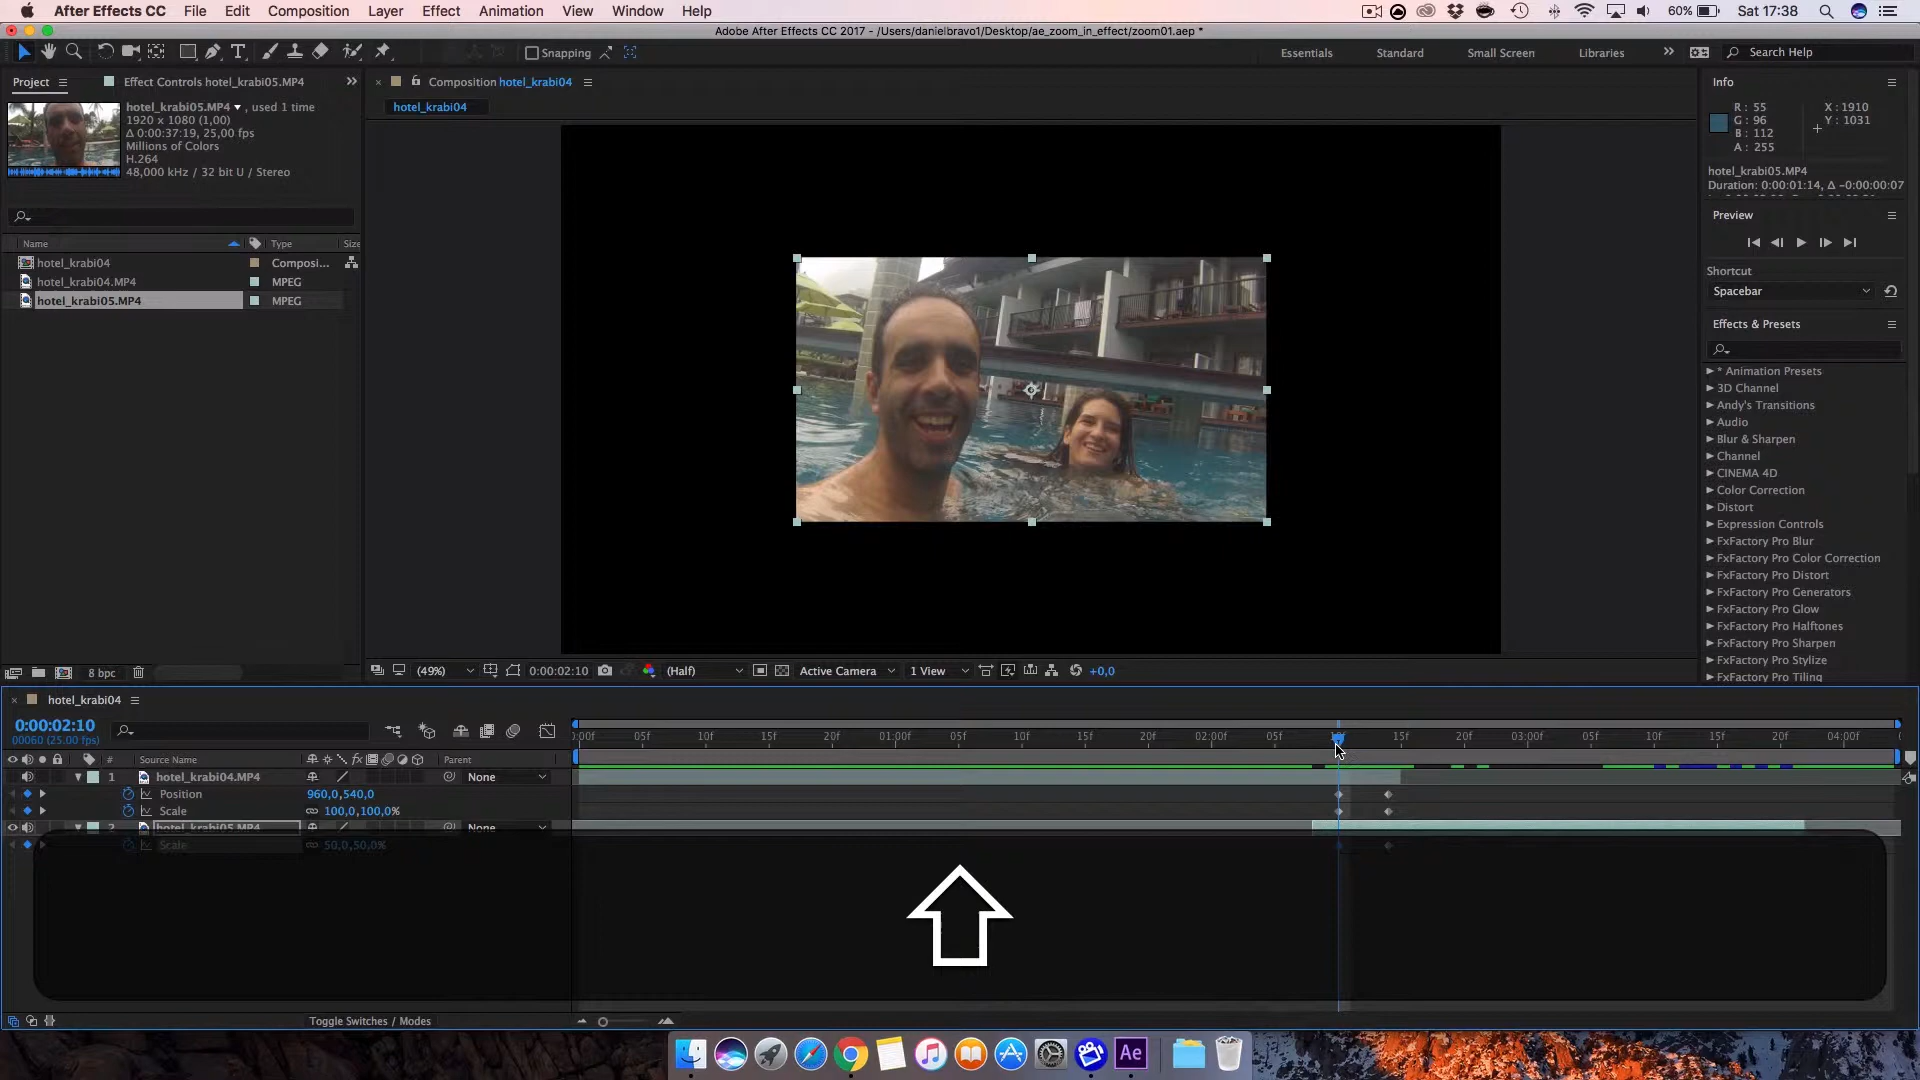 After Effects CC File Edit Composition Layer Effect Animation View Window Help 60% Sat 17:38
Adobe After Effects CC 2017 - /Users/danielbravo1/Desktop/ae_zoom_in_effect/zoom01.aep *
Snapping Essentials Standard Small Screen Libraries Search Help
Project Effect Controls hotel_krabi05.MP4
hotel_krabi05.MP4 , used 1 time
1920 x 1080 (1,00)
Δ 0:00:37:19, 25,00 fps
Millions of Colors
H.264
48,000 kHz / 32 bit U / Stereo
Name Type Size
hotel_krabi04 Composi...
hotel_krabi04.MP4 MPEG
hotel_krabi05.MP4 MPEG
8 bpc
Composition hotel_krabi04
hotel_krabi04
(49%) 0:00:02:10 (Half) Active Camera 1 View +0,0
Info
R : 55 X : 1910
G : 96 Y : 1031
B : 112
A : 255
hotel_krabi05.MP4
Duration: 0:00:01:14, Δ -0:00:00:07
Preview
Shortcut
Spacebar
Effects & Presets
* Animation Presets
3D Channel
Andy's Transitions
Audio
Blur & Sharpen
Channel
CINEMA 4D
Color Correction
Distort
Expression Controls
FxFactory Pro Blur
FxFactory Pro Color Correction
FxFactory Pro Distort
FxFactory Pro Generators
FxFactory Pro Glow
FxFactory Pro Halftones
FxFactory Pro Sharpen
FxFactory Pro Stylize
FxFactory Pro Tiling
hotel_krabi04
0:00:02:10
00060 (25.00 fps)
:00f 05f 10f 15f 20f 01:00f 05f 10f 15f 20f 02:00f 05f 10f 15f 20f 03:00f 05f 10f 15f 20f 04:00f
# Source Name Parent
1 hotel_krabi04.MP4 None
Position 960,0,540,0
Scale 100,0,100,0%
2 hotel_krabi05.MP4 None
Scale 50,0,50,0%
Toggle Switches / Modes
Ae